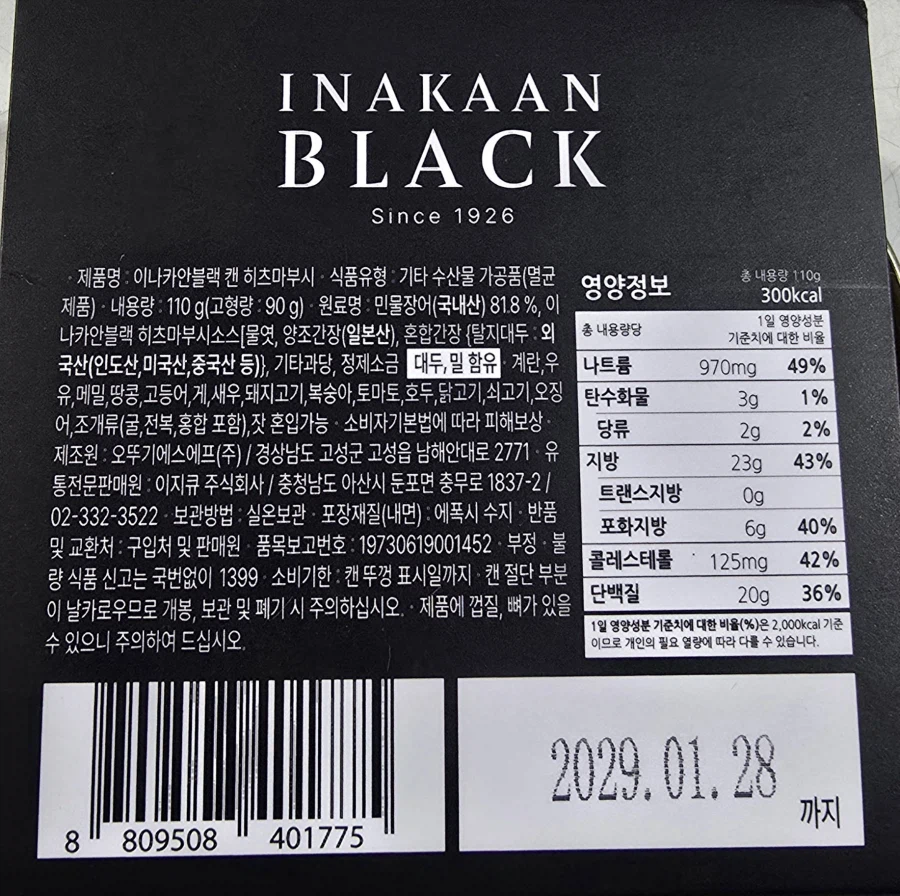 INAKAAN
BLACK
Since 1926
· 제품명 : 이나카안블랙 캔 히츠마부시 · 식품유형 : 기타 수산물 가공품(멸균
제품) · 내용량 : 110 g(고형량 : 90 g) · 원료명 : 민물장어(국내산) 81.8 %, 이
나카안블랙 히츠마부시소스[물엿, 양조간장(일본산), 혼합간장 {탈지대두 : 외
국산(인도산,미국산,중국산 등)}, 기타과당, 정제소금 대두, 밀 함유 · 계란,우
유,메밀,땅콩,고등어,게,새우,돼지고기,복숭아,토마토,호두,닭고기,쇠고기,오징
어,조개류(굴,전복,홍합 포함),잣 혼입가능 · 소비자기본법에 따라 피해보상 ·
제조원 : 오뚜기에스에프(주) / 경상남도 고성군 고성읍 남해안대로 2771 · 유
통전문판매원 : 이지큐 주식회사 / 충청남도 아산시 둔포면 충무로 1837-2 /
02-332-3522 · 보관방법 : 실온보관 · 포장재질(내면) : 에폭시 수지 · 반품
및 교환처 : 구입처 및 판매원 · 품목보고번호 : 19730619001452 · 부정 · 불
량 식품 신고는 국번없이 1399 · 소비기한 : 캔 뚜껑 표시일까지 · 캔 절단 부분
이 날카로우므로 개봉, 보관 및 폐기 시 주의하십시오. · 제품에 껍질, 뼈가 있을
수 있으니 주의하여 드십시오.
영양정보
총 내용량 110g
300kcal
총 내용량당 1일 영양성분
기준치에 대한 비율
나트륨 970mg 49%
탄수화물 3g 1%
당류 2g 2%
지방 23g 43%
트랜스지방 0g
포화지방 6g 40%
콜레스테롤 125mg 42%
단백질 20g 36%
1일 영양성분 기준치에 대한 비율(%)은 2,000kcal 기준
이므로 개인의 필요 열량에 따라 다를 수 있습니다.
8 809508 401775
2029. 01. 28
까지